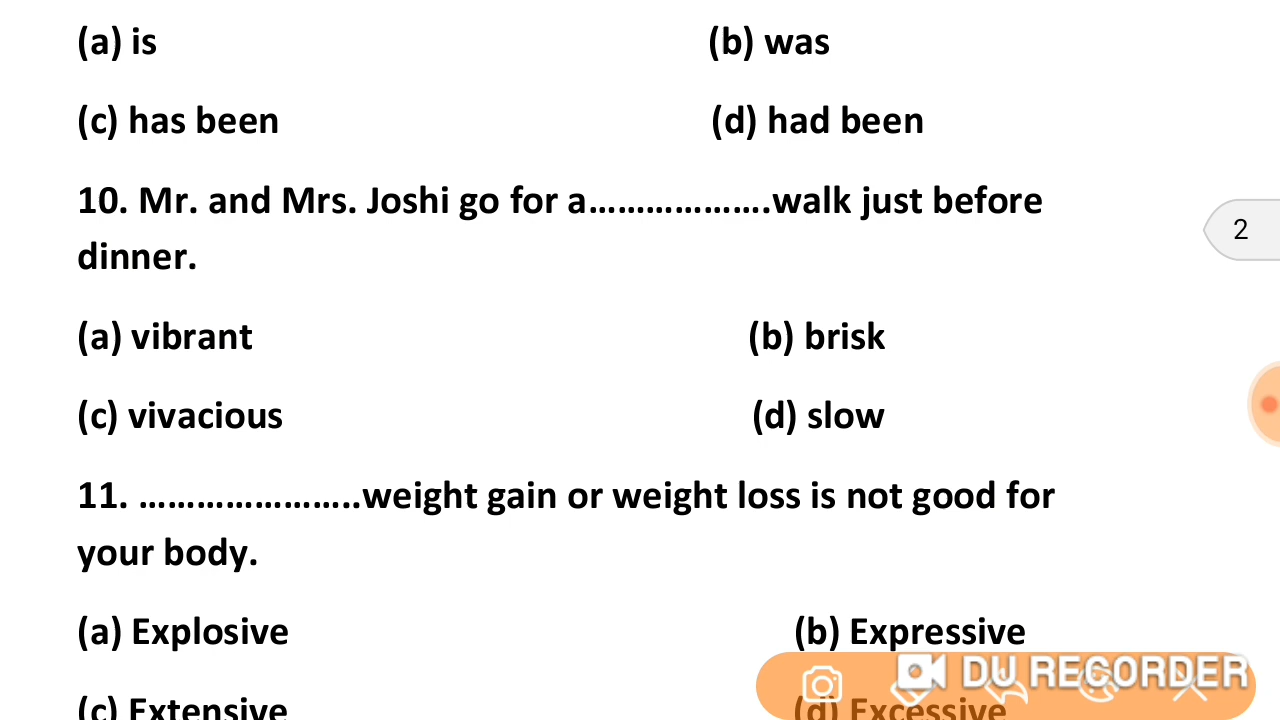 (a) is (b) was
(c) has been (d) had been
10. Mr. and Mrs. Joshi go for a……………….walk just before
dinner.
2
(a) vibrant (b) brisk
(c) vivacious (d) slow
11. …………………..weight gain or weight loss is not good for
your body.
(a) Explosive (b) Expressive
DU RECORDER
(c) Extensive (d) Excessive